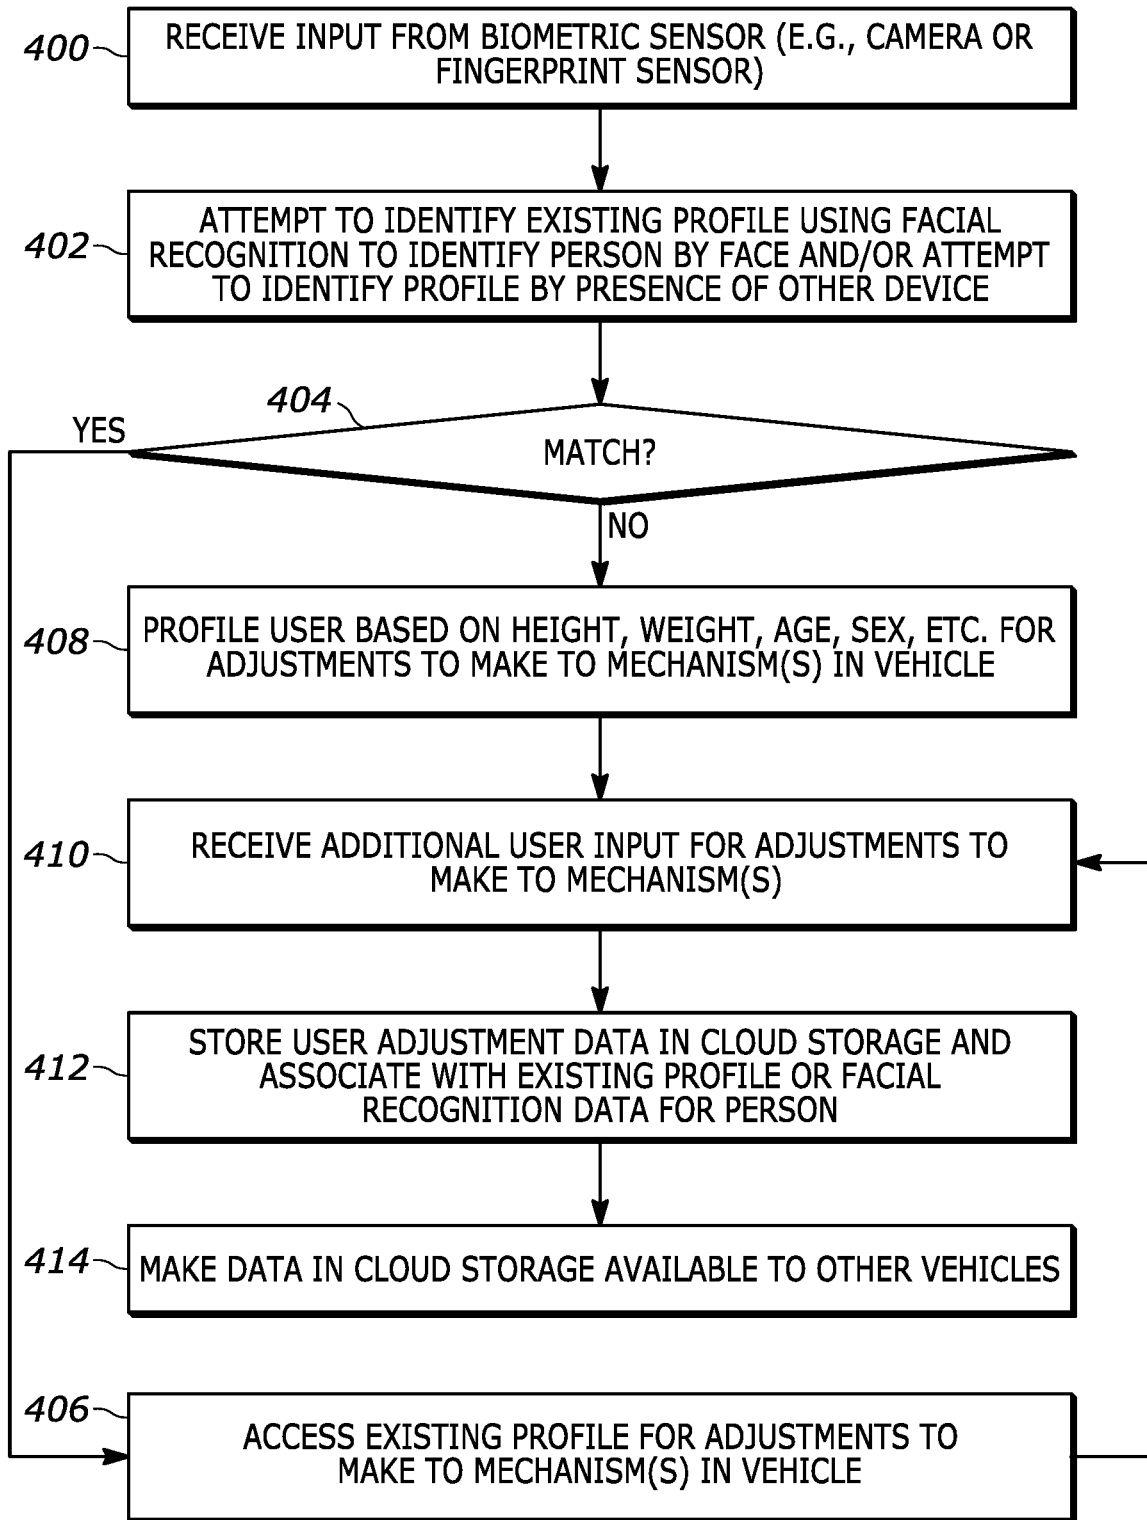 400
RECEIVE INPUT FROM BIOMETRIC SENSOR (E.G., CAMERA OR
FINGERPRINT SENSOR)
402
ATTEMPT TO IDENTIFY EXISTING PROFILE USING FACIAL
RECOGNITION TO IDENTIFY PERSON BY FACE AND/OR ATTEMPT
TO IDENTIFY PROFILE BY PRESENCE OF OTHER DEVICE
404
YES
MATCH?
NO
408
PROFILE USER BASED ON HEIGHT, WEIGHT, AGE, SEX, ETC. FOR
ADJUSTMENTS TO MAKE TO MECHANISM(S) IN VEHICLE
410
RECEIVE ADDITIONAL USER INPUT FOR ADJUSTMENTS TO
MAKE TO MECHANISM(S)
412
STORE USER ADJUSTMENT DATA IN CLOUD STORAGE AND
ASSOCIATE WITH EXISTING PROFILE OR FACIAL
RECOGNITION DATA FOR PERSON
414
MAKE DATA IN CLOUD STORAGE AVAILABLE TO OTHER VEHICLES
406
ACCESS EXISTING PROFILE FOR ADJUSTMENTS TO
MAKE TO MECHANISM(S) IN VEHICLE